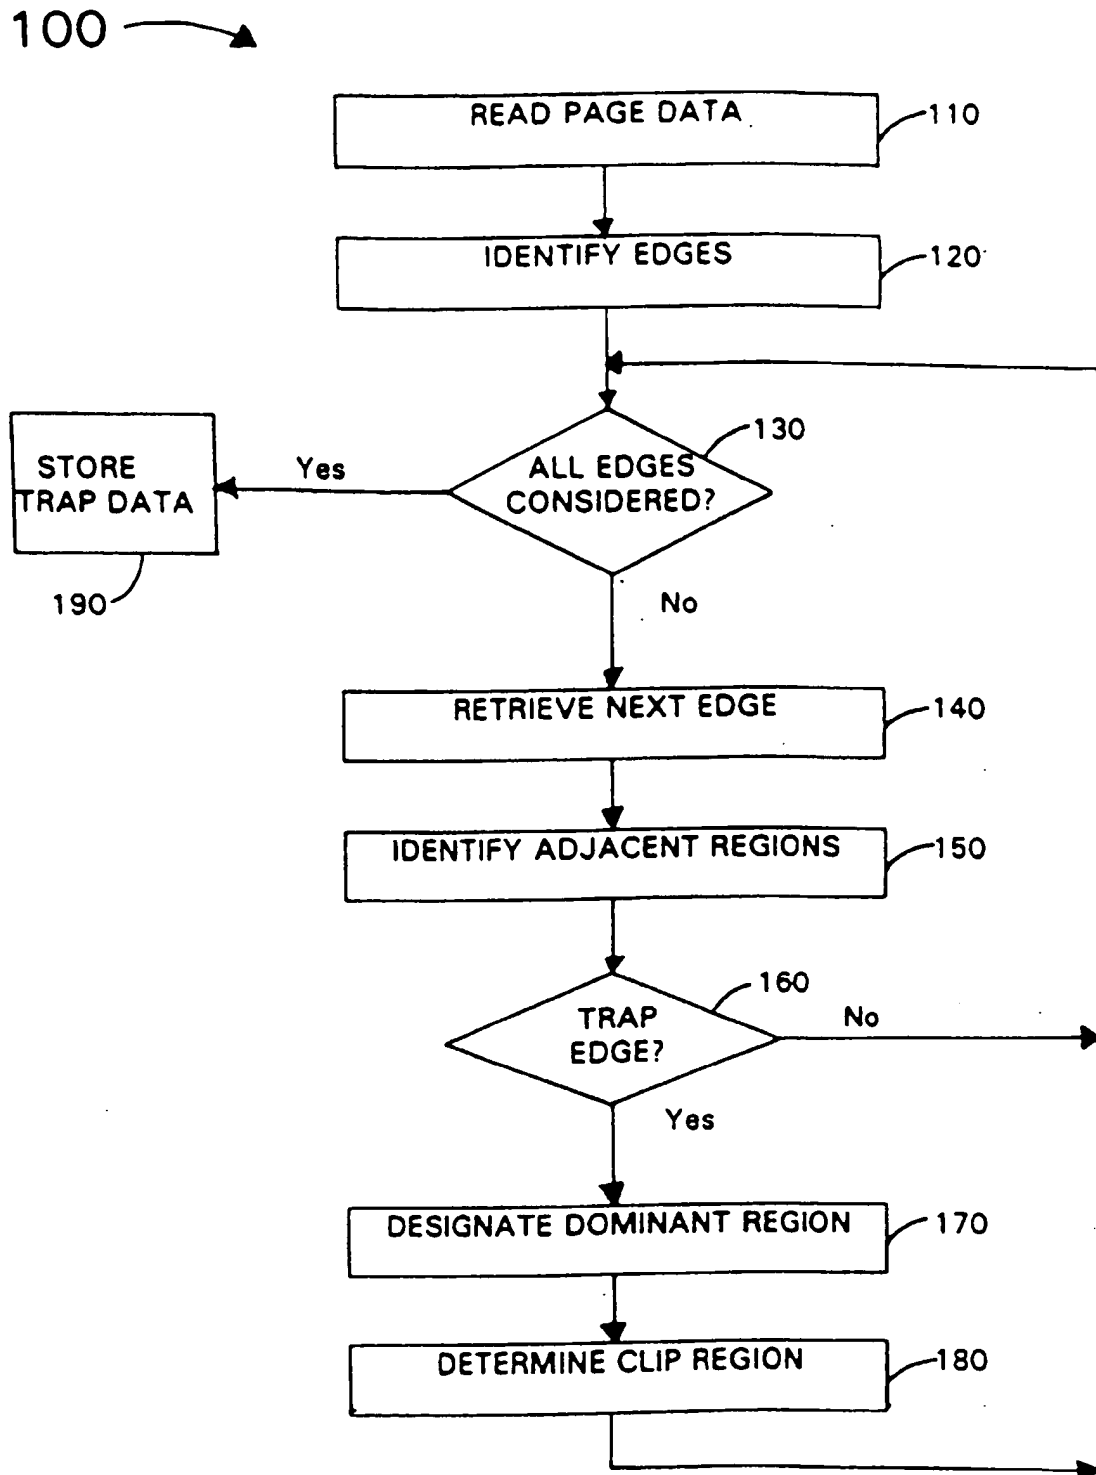 100
READ PAGE DATA
110
IDENTIFY EDGES
120
130
ALL EDGES
CONSIDERED?
Yes
STORE
TRAP DATA
190
No
RETRIEVE NEXT EDGE
140
IDENTIFY ADJACENT REGIONS
150
160
TRAP
EDGE?
No
Yes
DESIGNATE DOMINANT REGION
170
DETERMINE CLIP REGION
180